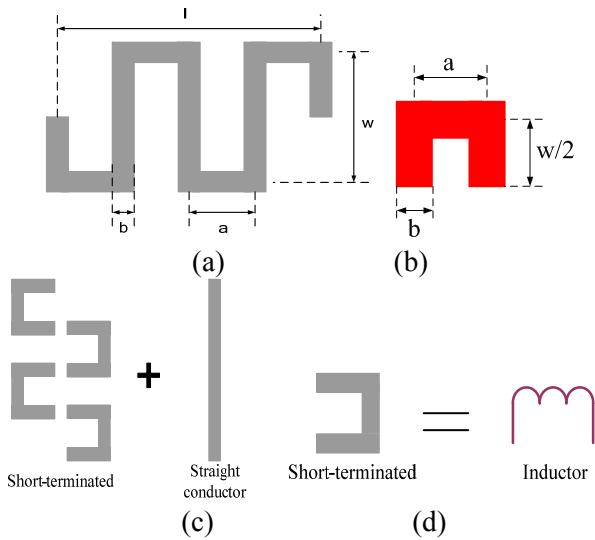 l
w
b
a
(a)
a
w/2
b
(b)
+
Short-terminated
Straight
conductor
(c)
Short-terminated
Inductor
(d)